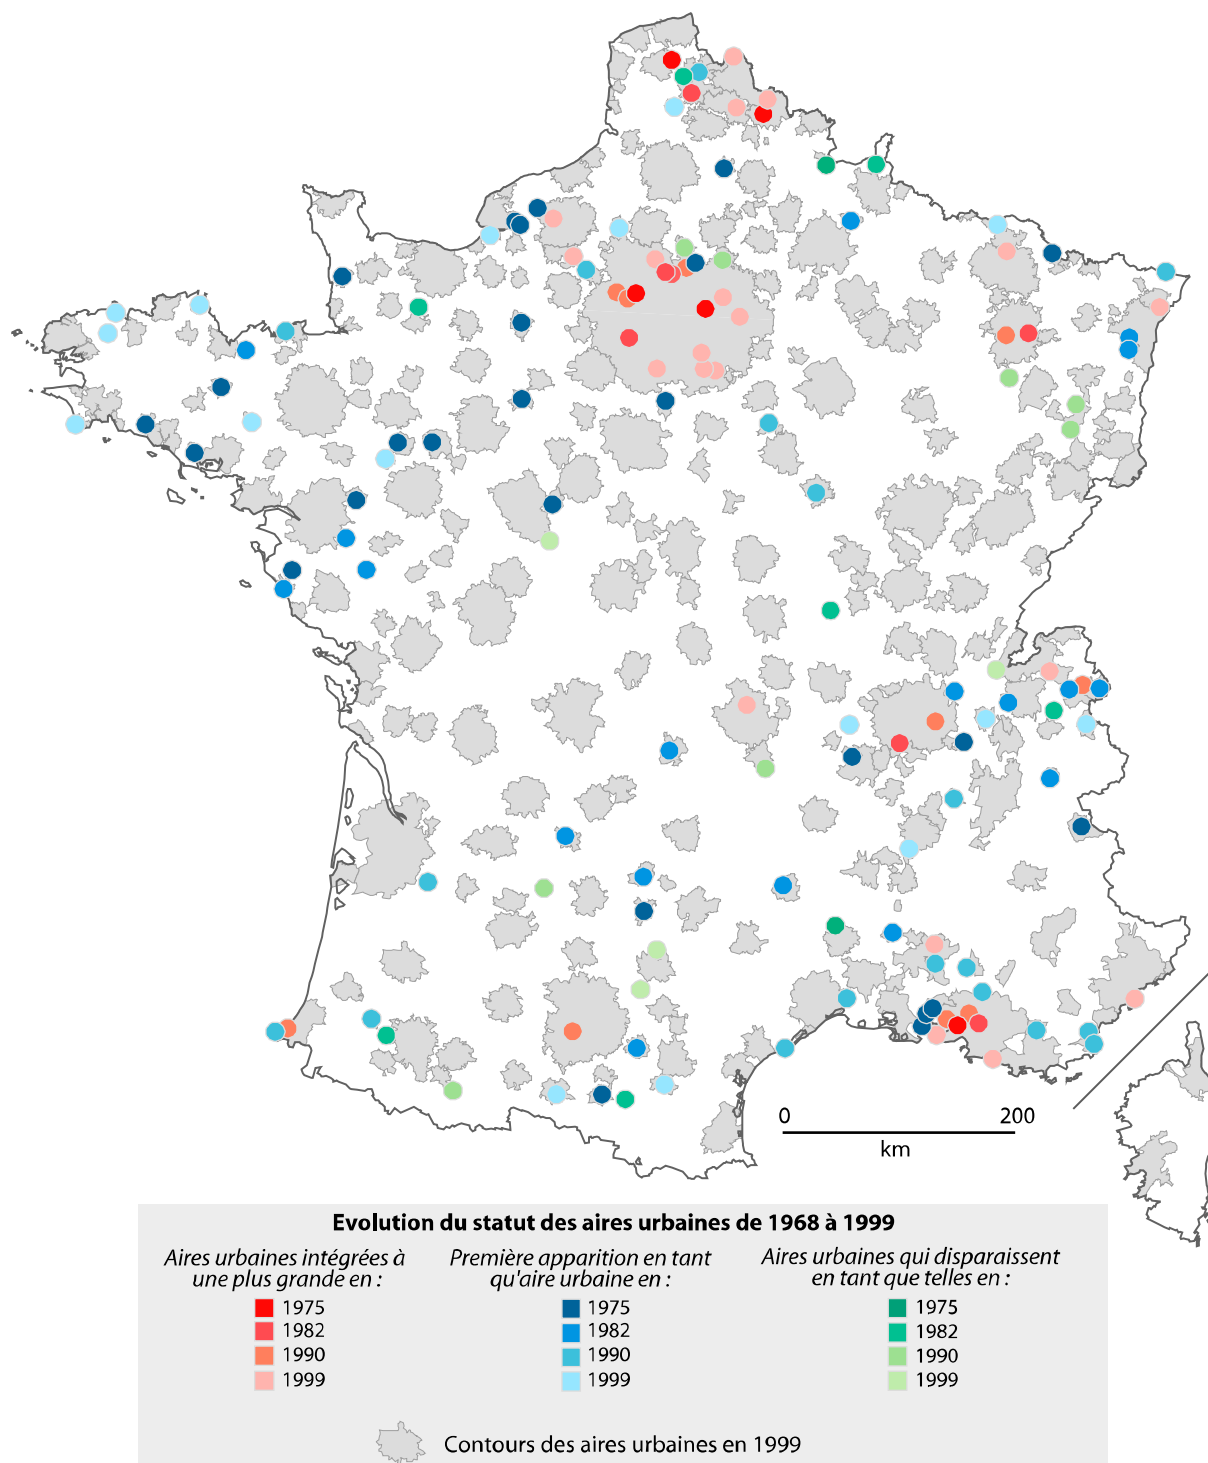 0 200
km
Evolution du statut des aires urbaines de 1968 à 1999
Aires urbaines intégrées à
une plus grande en :
1975
1982
1990
1999
Première apparition en tant
qu'aire urbaine en :
1975
1982
1990
1999
Aires urbaines qui disparaissent
en tant que telles en :
1975
1982
1990
1999
Contours des aires urbaines en 1999